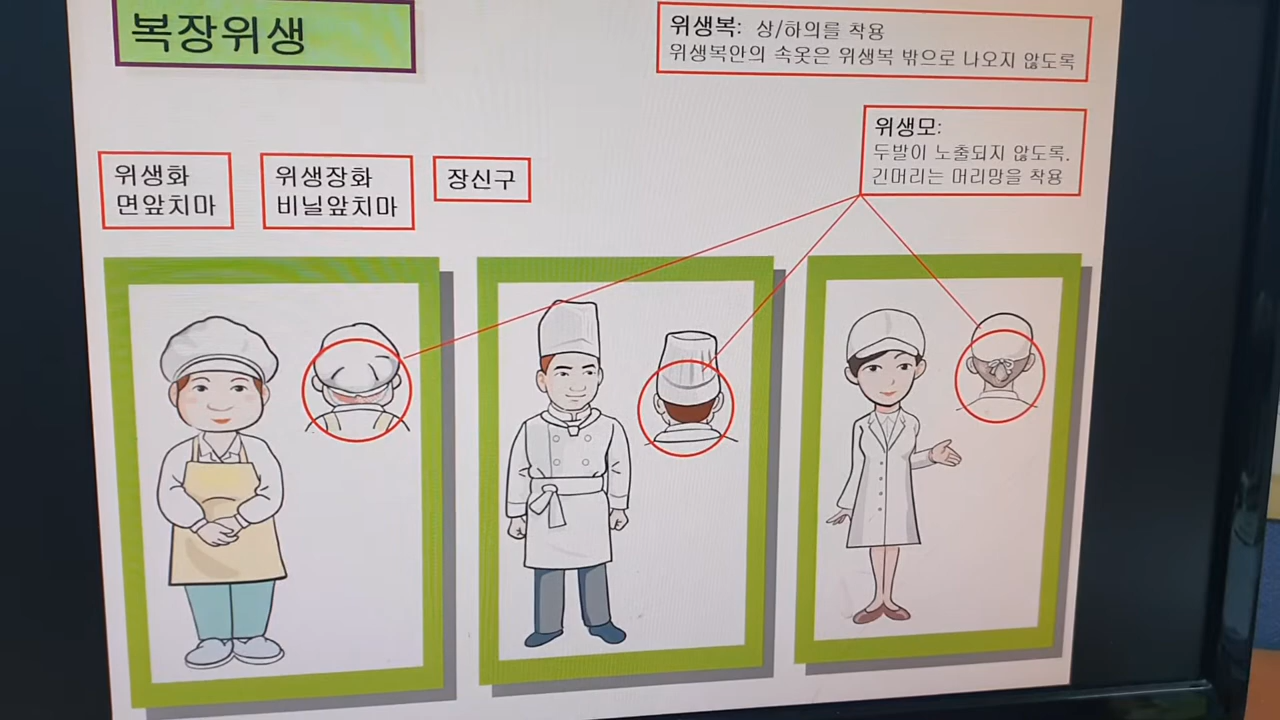 복장위생
위생복: 상/하의를 착용
위생복안의 속옷은 위생복 밖으로 나오지 않도록
위생모:
두발이 노출되지 않도록.
긴머리는 머리망을 착용
위생화
면앞치마
위생장화
비닐앞치마
장신구